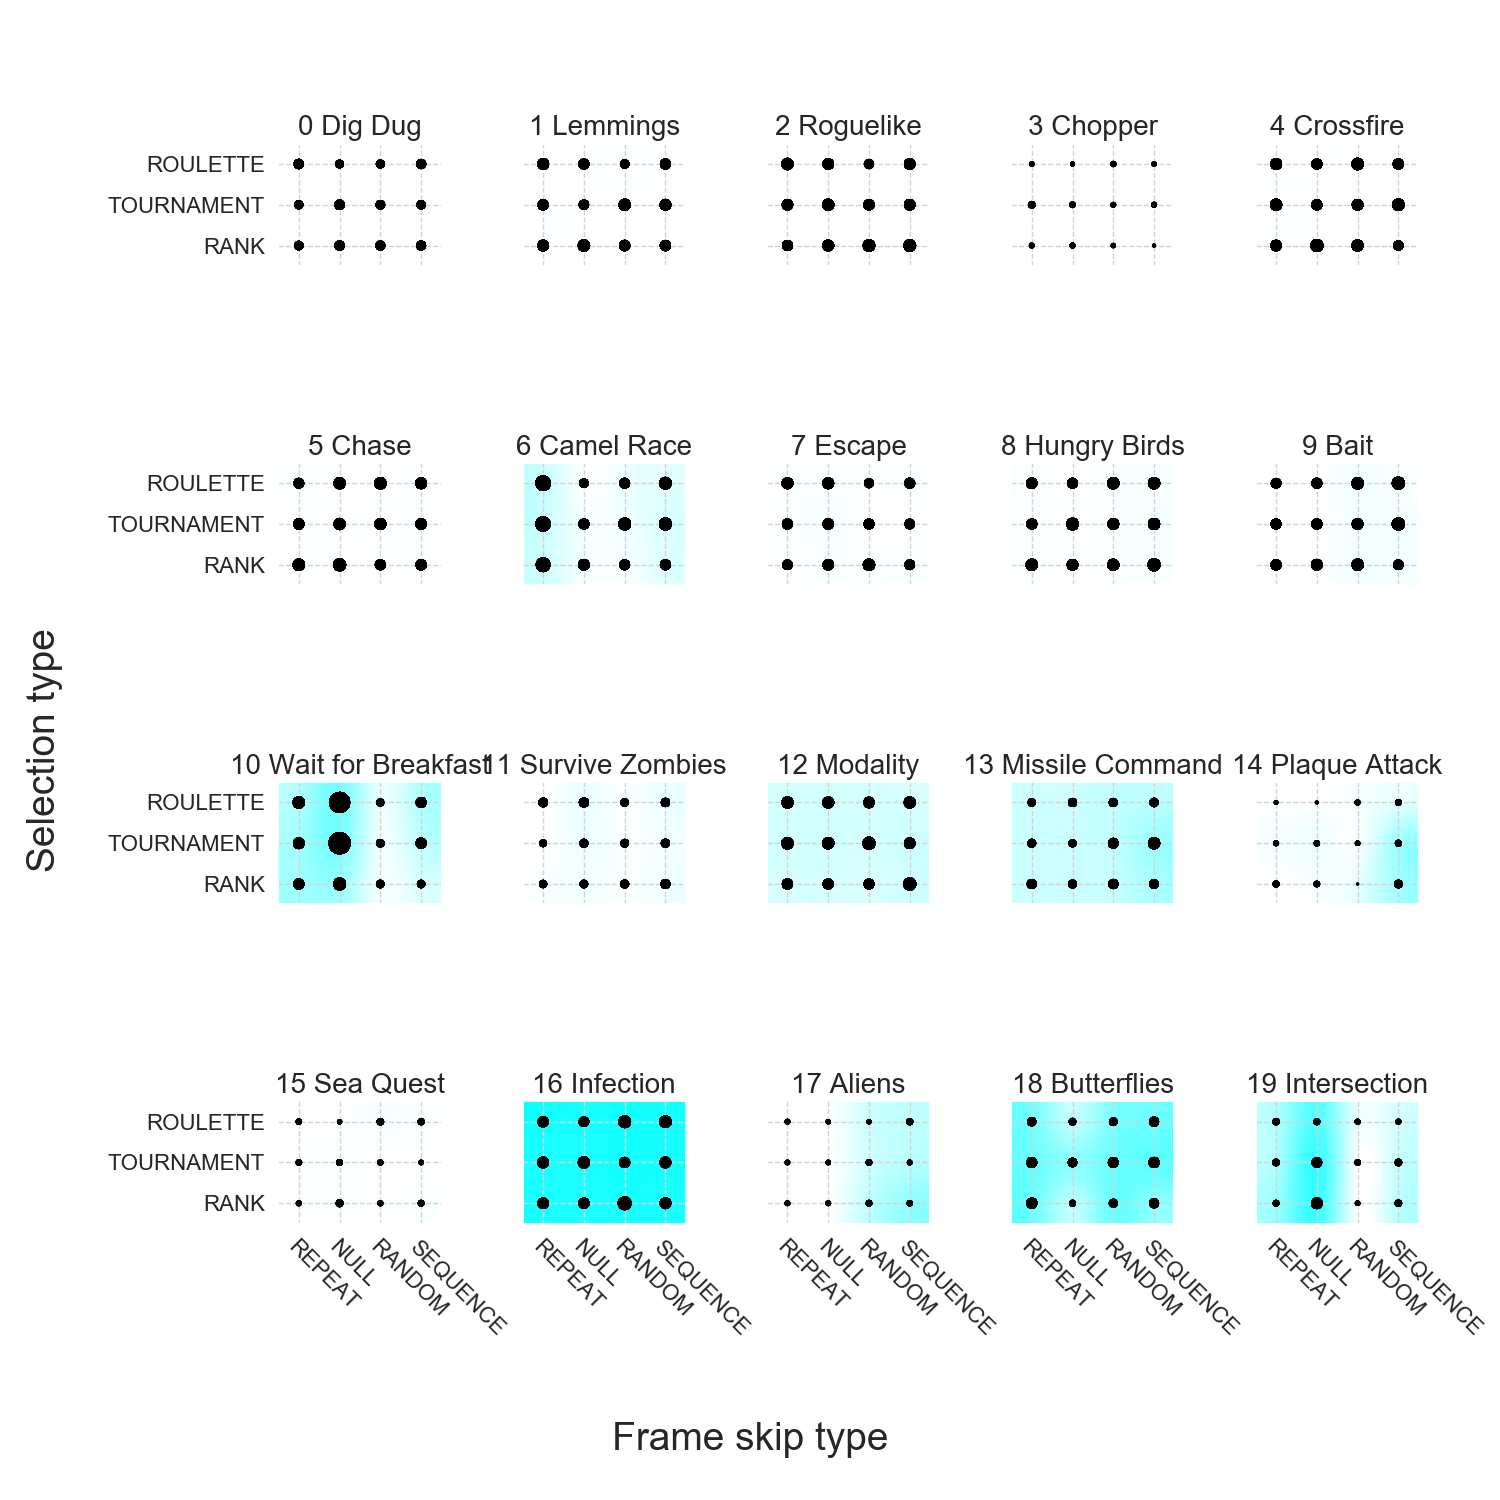 0 Dig Dug
1 Lemmings
2 Roguelike
3 Chopper
4 Crossfire
ROULETTE
TOURNAMENT
RANK
5 Chase
6 Camel Race
7 Escape
8 Hungry Birds
9 Bait
ROULETTE
TOURNAMENT
RANK
Selection type
10 Wait for Breakfast
11 Survive Zombies
12 Modality
13 Missile Command
14 Plaque Attack
ROULETTE
TOURNAMENT
RANK
15 Sea Quest
16 Infection
17 Aliens
18 Butterflies
19 Intersection
ROULETTE
TOURNAMENT
RANK
REPEAT
NULL
RANDOM
SEQUENCE
REPEAT
NULL
RANDOM
SEQUENCE
REPEAT
NULL
RANDOM
SEQUENCE
REPEAT
NULL
RANDOM
SEQUENCE
REPEAT
NULL
RANDOM
SEQUENCE
Frame skip type